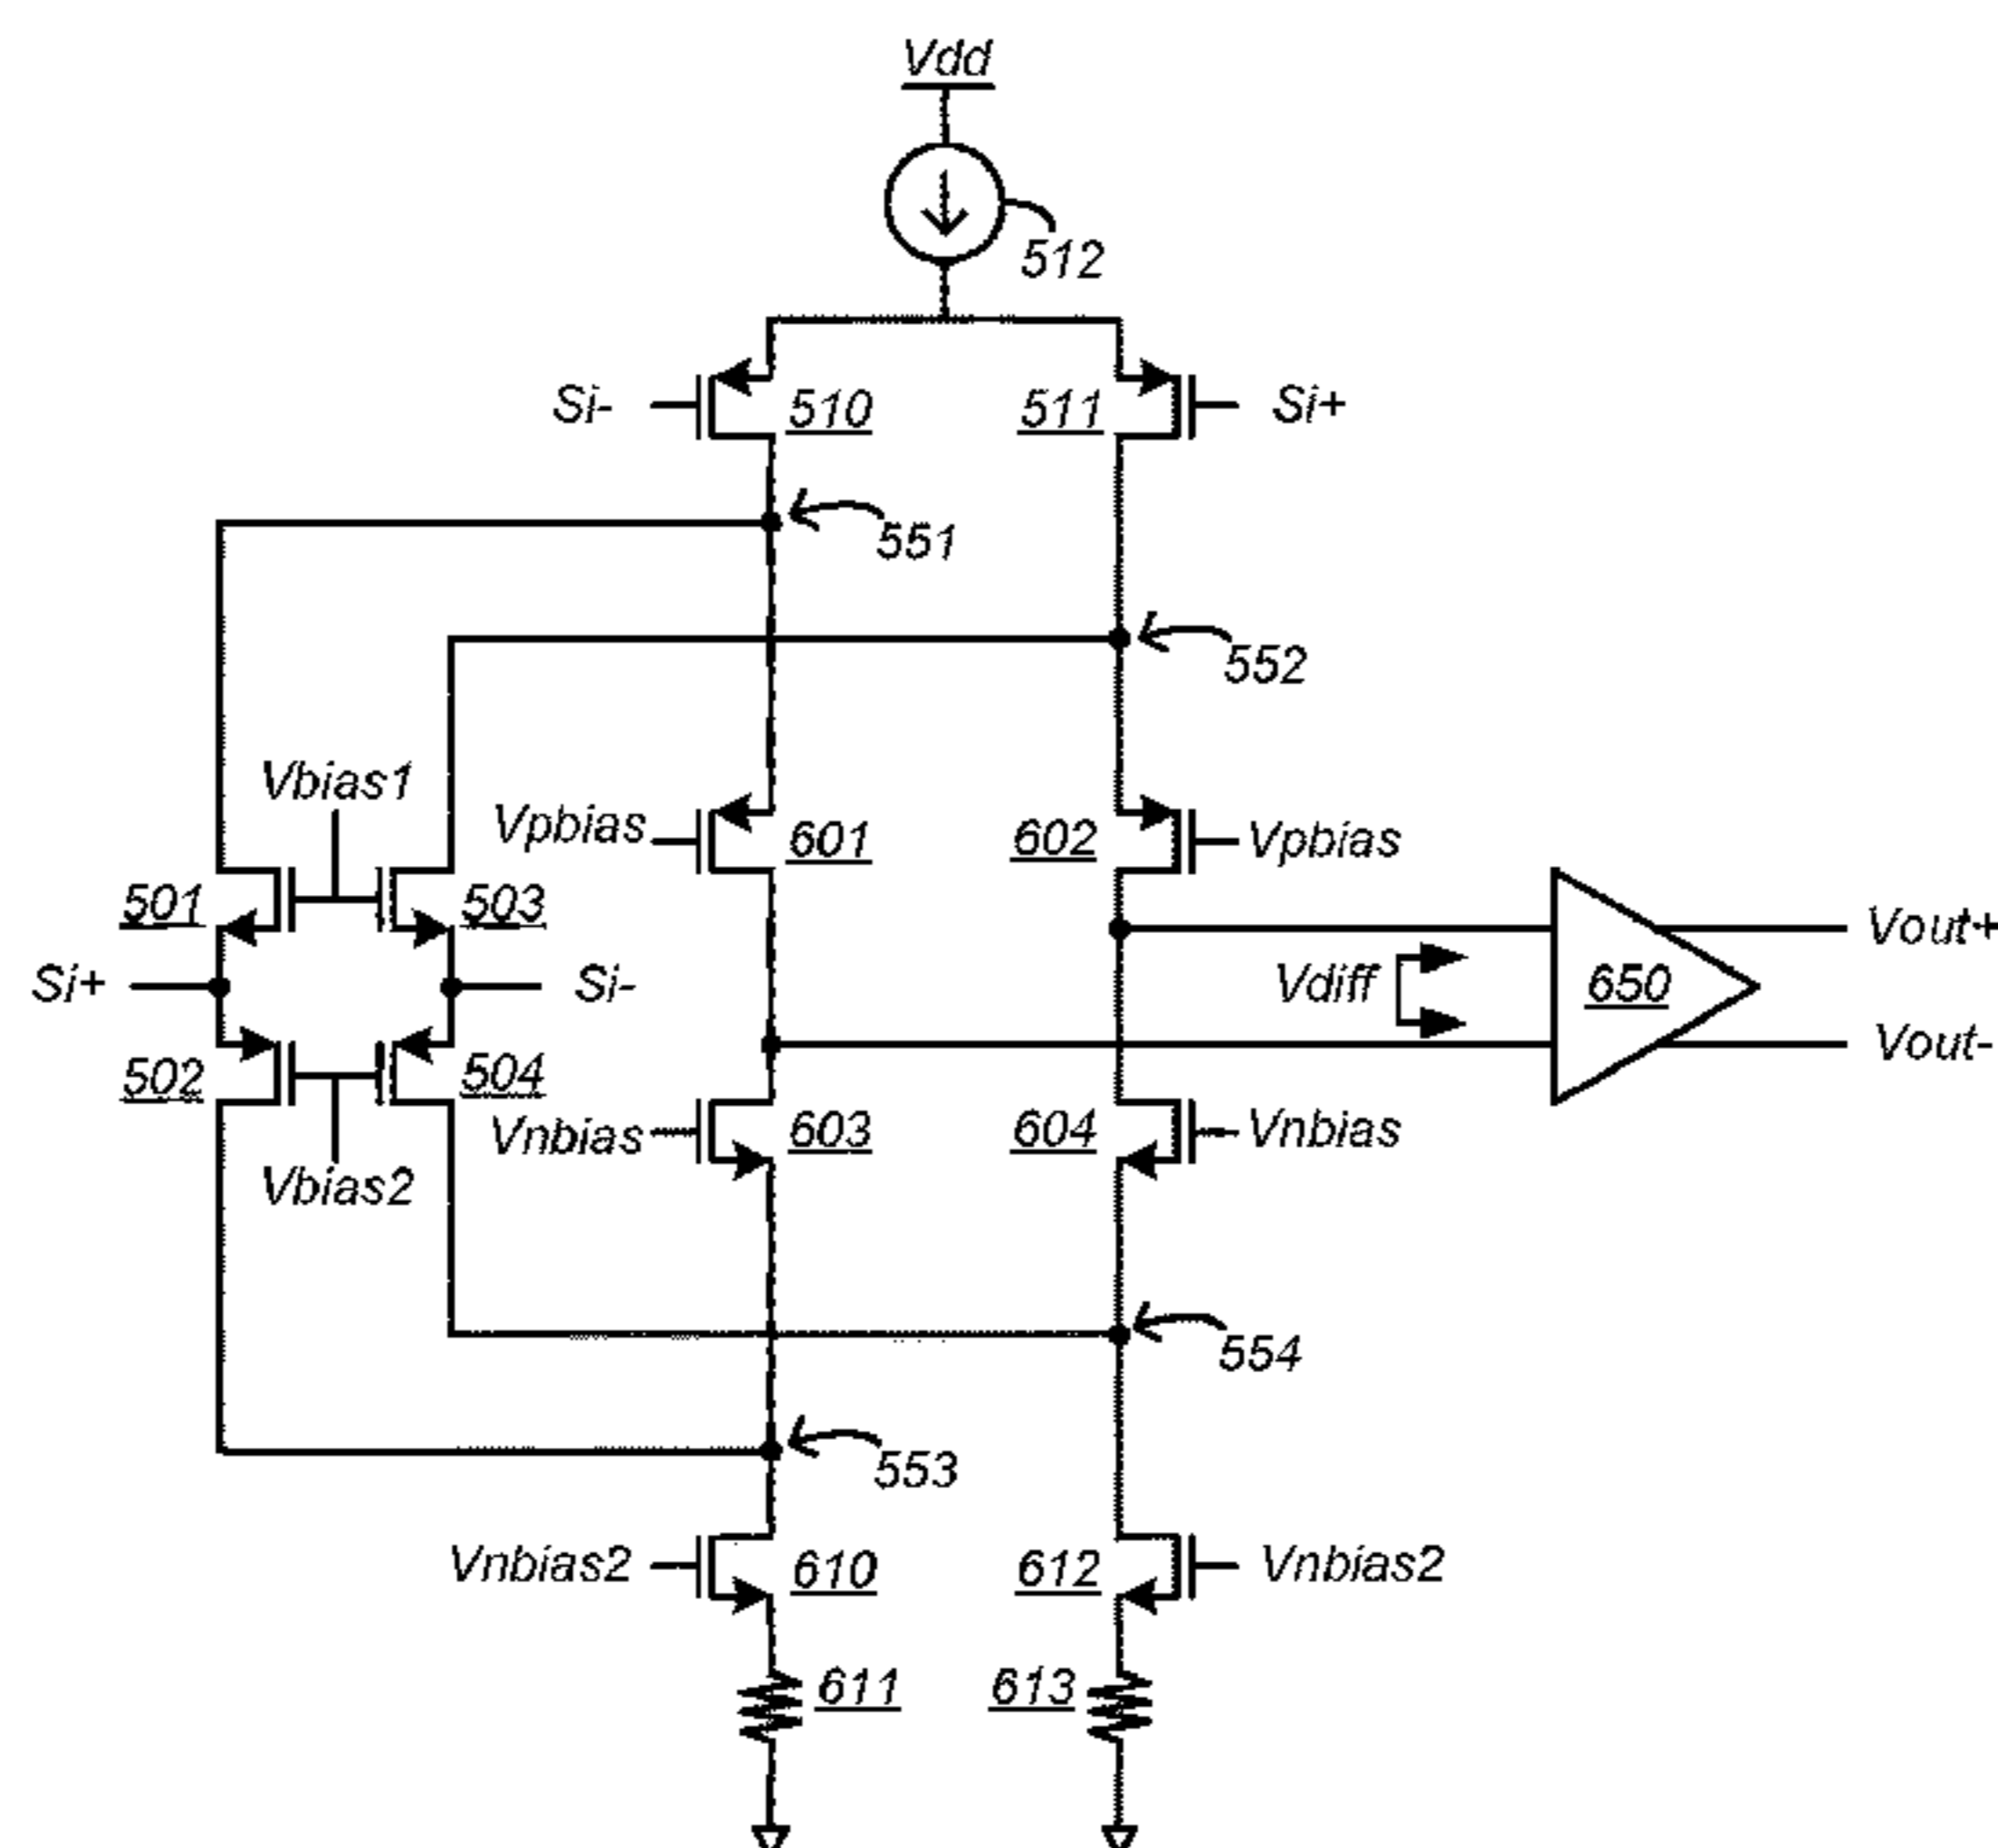 Vdd
512
Si-
510
511
Si+
551
552
Vbias1
Vpbias
601
602
Vpbias
501
503
Vout+
Si+
Si-
Vdiff
650
Vout-
502
504
Vnbias
603
604
Vnbias
Vbias2
554
553
Vnbias2
610
612
Vnbias2
611
613